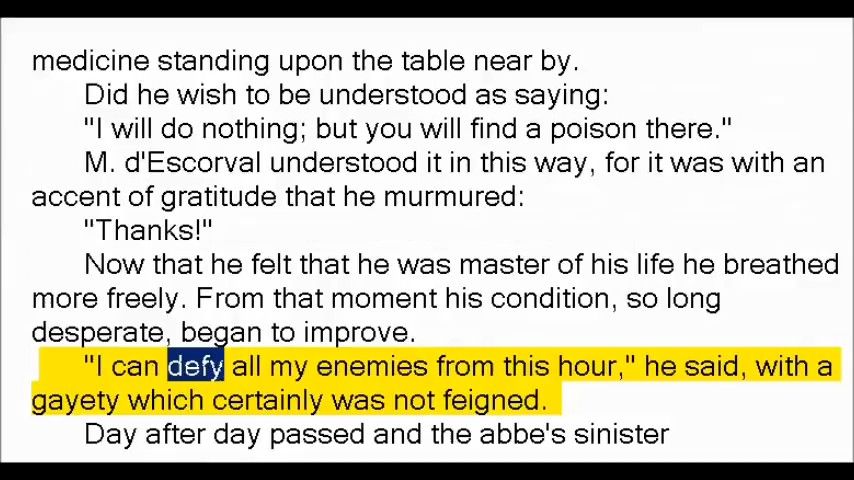 medicine standing upon the table near by.
Did he wish to be understood as saying:
"I will do nothing; but you will find a poison there."
M. d'Escorval understood it in this way, for it was with an
accent of gratitude that he murmured:
"Thanks!"
Now that he felt that he was master of his life he breathed
more freely. From that moment his condition, so long
desperate, began to improve.
"I can defy all my enemies from this hour," he said, with a
gayety which certainly was not feigned.
Day after day passed and the abbe's sinister